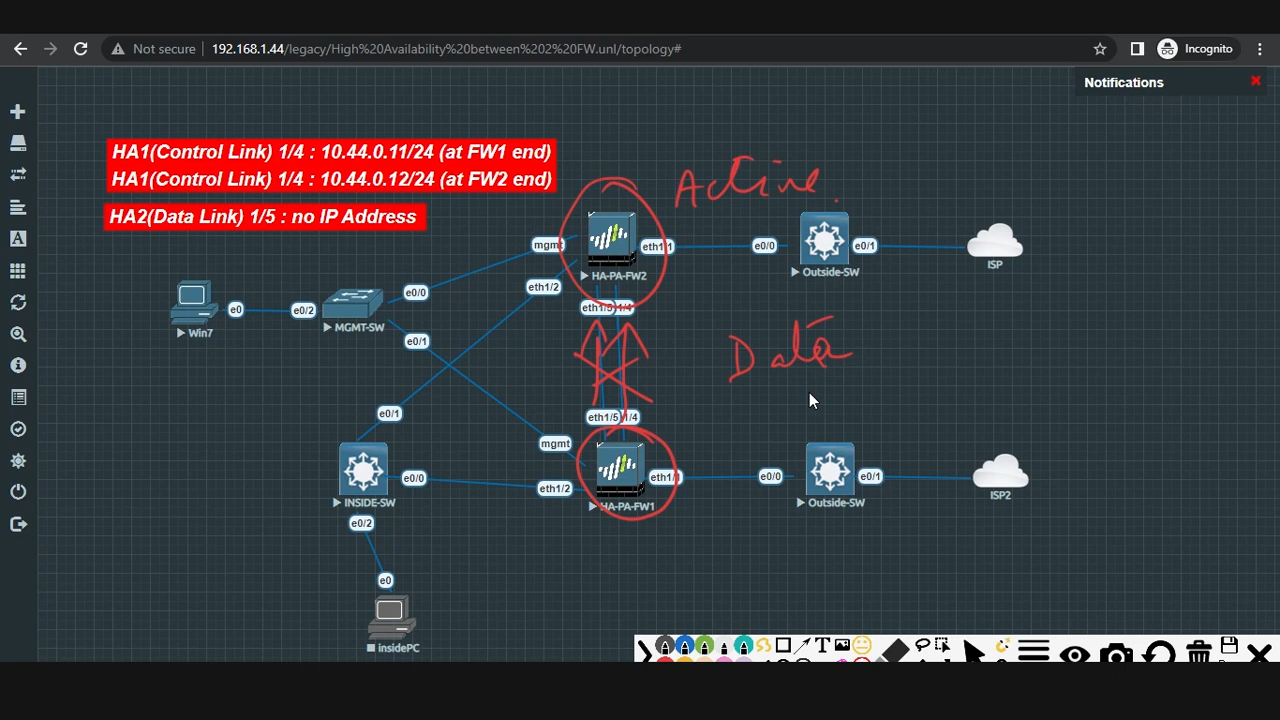 Not secure
192.168.1.44/legacy/High%20Availability%20between%202%20FW.unl/topology#
Incognito
Notifications
HA1(Control Link) 1/4 : 10.44.0.11/24 (at FW1 end)
HA1(Control Link) 1/4 : 10.44.0.12/24 (at FW2 end)
HA2(Data Link) 1/5 : no IP Address
Active.
mgmt
eth1/1
e0/0
e0/1
ISP
HA-PA-FW2
Outside-SW
eth1/2
e0/0
e0
e0/2
MGMT-SW
Win7
eth1/5
1/4
e0/1
Data
e0/1
eth1/5
1/4
mgmt
e0/0
eth1/2
eth1/1
e0/0
e0/1
ISP2
INSIDE-SW
HA-PA-FW1
Outside-SW
e0/2
e0
insidePC